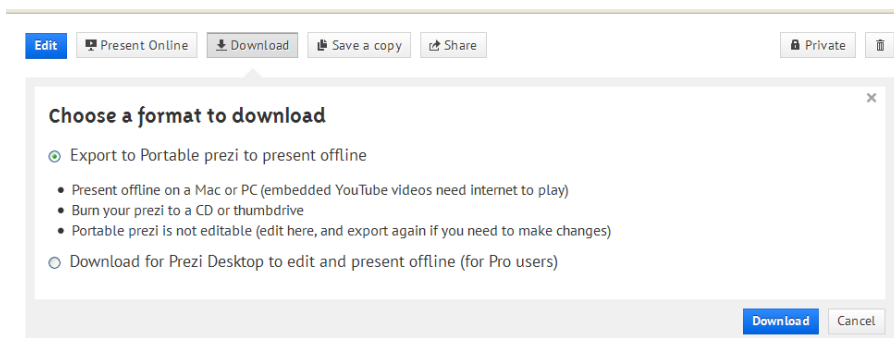 Edit Present Online Download Save a copy Share Private
Choose a format to download
Export to Portable prezi to present offline
Present offline on a Mac or PC (embedded YouTube videos need internet to play)
Burn your prezi to a CD or thumbdrive
Portable prezi is not editable (edit here, and export again if you need to make changes)
Download for Prezi Desktop to edit and present offline (for Pro users)
Download Cancel